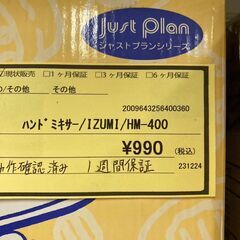 Just Plan
ジャストプランシリーズ
現状販売 □1ヶ月保証 □3ヶ月保証 □6ヶ月保証
の/その他 その他
2009643256400360
ハンドミキサー/IZUMI/HM-400
¥990 (税込)
動作確認済み 1週間保証 231224